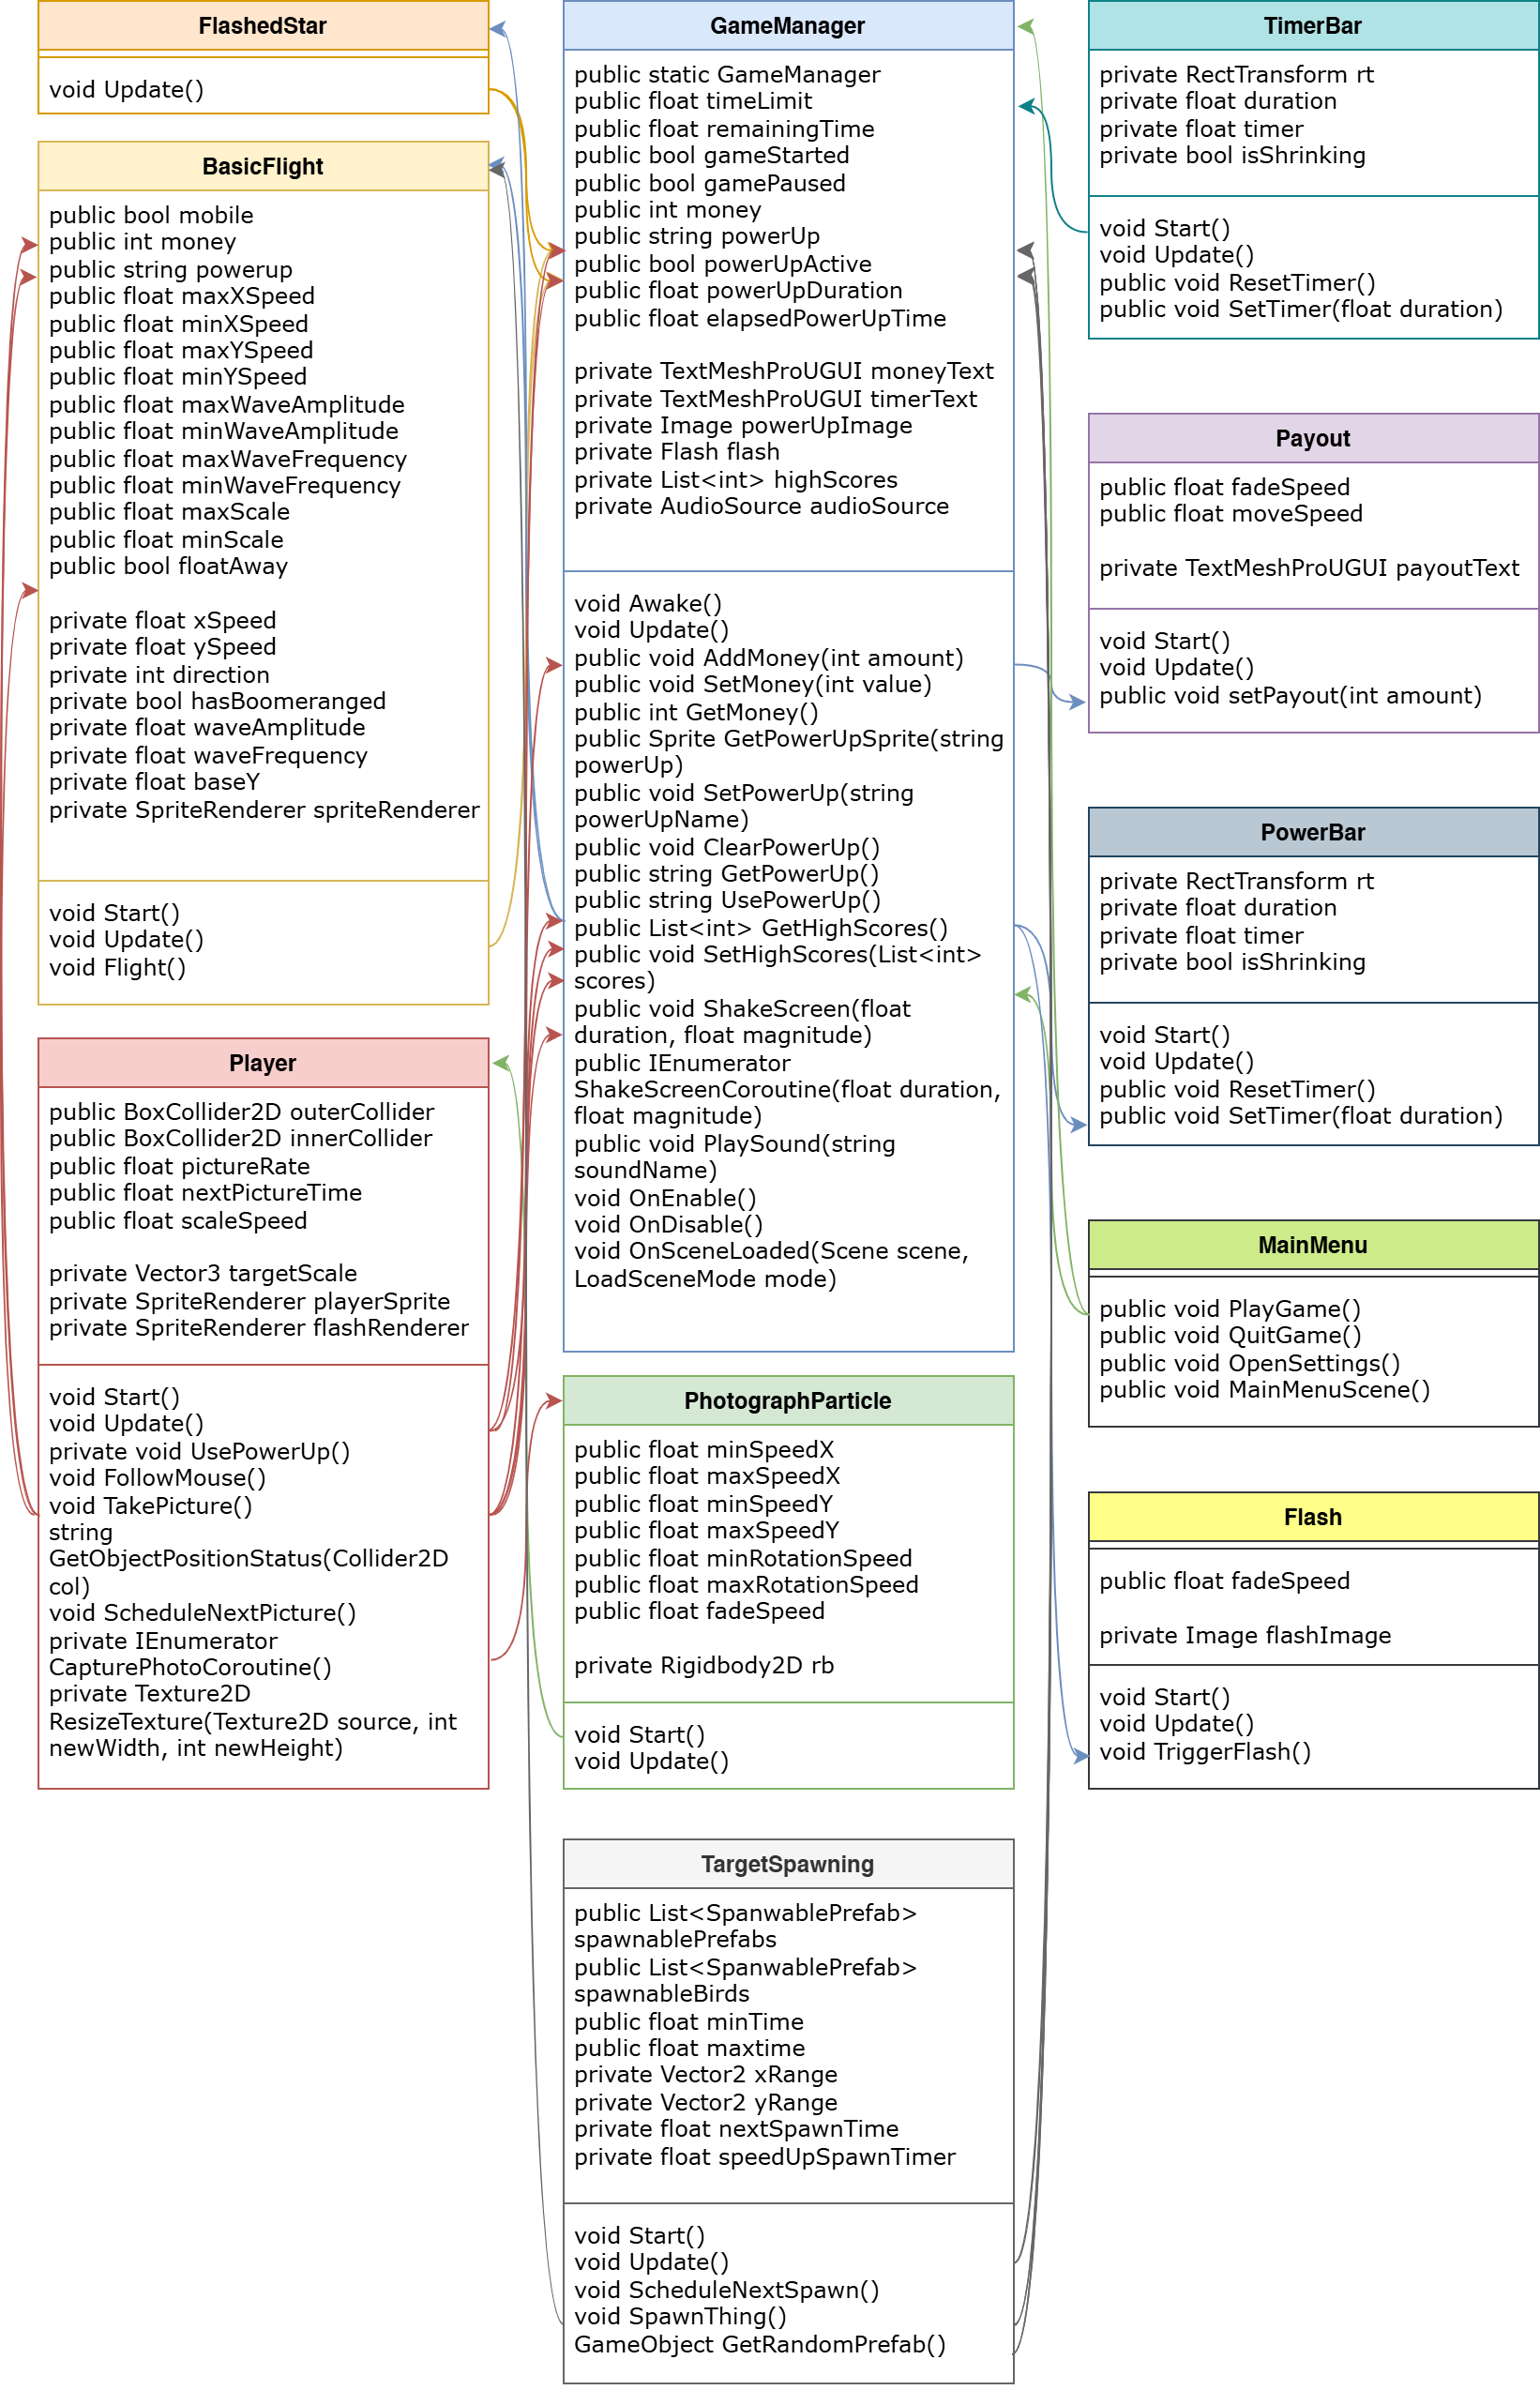 FlashedStar
void Update()
BasicFlight
public bool mobile
public int money
public string powerup
public float maxXSpeed
public float minXSpeed
public float maxYSpeed
public float minYSpeed
public float maxWaveAmplitude
public float minWaveAmplitude
public float maxWaveFrequency
public float minWaveFrequency
public float maxScale
public float minScale
public bool floatAway
private float xSpeed
private float ySpeed
private int direction
private bool hasBoomeranged
private float waveAmplitude
private float waveFrequency
private float baseY
private SpriteRenderer spriteRenderer
void Start()
void Update()
void Flight()
Player
public BoxCollider2D outerCollider
public BoxCollider2D innerCollider
public float pictureRate
public float nextPictureTime
public float scaleSpeed
private Vector3 targetScale
private SpriteRenderer playerSprite
private SpriteRenderer flashRenderer
void Start()
void Update()
private void UsePowerUp()
void FollowMouse()
void TakePicture()
string
GetObjectPositionStatus(Collider2D
col)
void ScheduleNextPicture()
private IEnumerator
CapturePhotoCoroutine()
private Texture2D
ResizeTexture(Texture2D source, int
newWidth, int newHeight)
GameManager
public static GameManager
public float timeLimit
public float remainingTime
public bool gameStarted
public bool gamePaused
public int money
public string powerUp
public bool powerUpActive
public float powerUpDuration
public float elapsedPowerUpTime
private TextMeshProUGUI moneyText
private TextMeshProUGUI timerText
private Image powerUpImage
private Flash flash
private List<int> highScores
private AudioSource audioSource
void Awake()
void Update()
public void AddMoney(int amount)
public void SetMoney(int value)
public int GetMoney()
public Sprite GetPowerUpSprite(string
powerUp)
public void SetPowerUp(string
powerUpName)
public void ClearPowerUp()
public string GetPowerUp()
public string UsePowerUp()
public List<int> GetHighScores()
public void SetHighScores(List<int>
scores)
public void ShakeScreen(float
duration, float magnitude)
public IEnumerator
ShakeScreenCoroutine(float duration,
float magnitude)
public void PlaySound(string
soundName)
void OnEnable()
void OnDisable()
void OnSceneLoaded(Scene scene,
LoadSceneMode mode)
PhotographParticle
public float minSpeedX
public float maxSpeedX
public float minSpeedY
public float maxSpeedY
public float minRotationSpeed
public float maxRotationSpeed
public float fadeSpeed
private Rigidbody2D rb
void Start()
void Update()
TargetSpawning
public List<SpanwablePrefab>
spawnablePrefabs
public List<SpanwablePrefab>
spawnableBirds
public float minTime
public float maxtime
private Vector2 xRange
private Vector2 yRange
private float nextSpawnTime
private float speedUpSpawnTimer
void Start()
void Update()
void ScheduleNextSpawn()
void SpawnThing()
GameObject GetRandomPrefab()
TimerBar
private RectTransform rt
private float duration
private float timer
private bool isShrinking
void Start()
void Update()
public void ResetTimer()
public void SetTimer(float duration)
Payout
public float fadeSpeed
public float moveSpeed
private TextMeshProUGUI payoutText
void Start()
void Update()
public void setPayout(int amount)
PowerBar
private RectTransform rt
private float duration
private float timer
private bool isShrinking
void Start()
void Update()
public void ResetTimer()
public void SetTimer(float duration)
MainMenu
public void PlayGame()
public void QuitGame()
public void OpenSettings()
public void MainMenuScene()
Flash
public float fadeSpeed
private Image flashImage
void Start()
void Update()
void TriggerFlash()